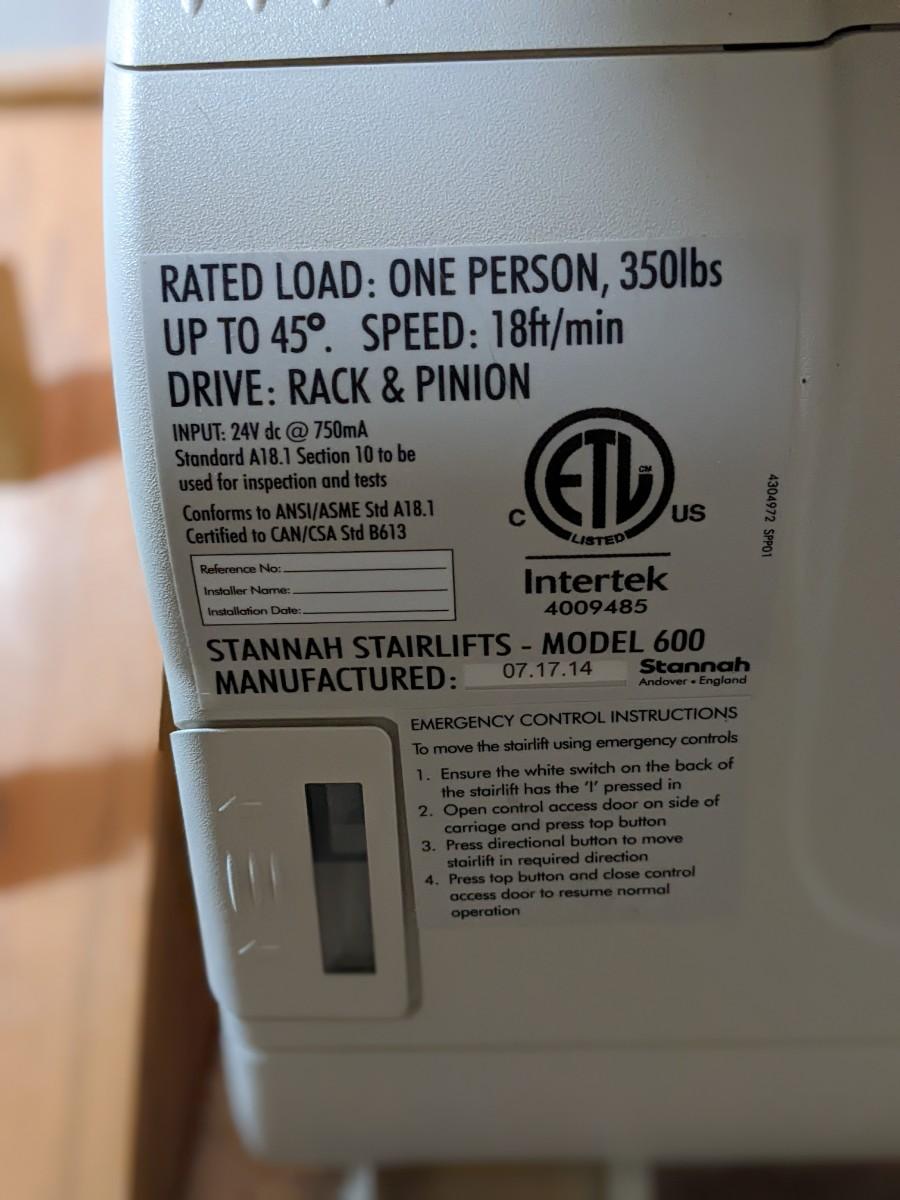 RATED LOAD: ONE PERSON, 350lbs
UP TO 45º. SPEED: 18ft/min
DRIVE: RACK & PINION
INPUT: 24V dc @ 750mA
Standard A18.1 Section 10 to be
used for inspection and tests
Conforms to ANSI/ASME Std A18.1
Certified to CAN/CSA Std B613
Reference No:
Installer Name:
Installation Date:
ETL CM
C US
LISTED
Intertek
4009485
4304972 SPP01
STANNAH STAIRLIFTS - MODEL 600
MANUFACTURED: 07.17.14
Stannah
Andover • England
EMERGENCY CONTROL INSTRUCTIONS
To move the stairlift using emergency controls
1. Ensure the white switch on the back of
the stairlift has the 'I' pressed in
2. Open control access door on side of
carriage and press top button
3. Press directional button to move
stairlift in required direction
4. Press top button and close control
access door to resume normal
operation